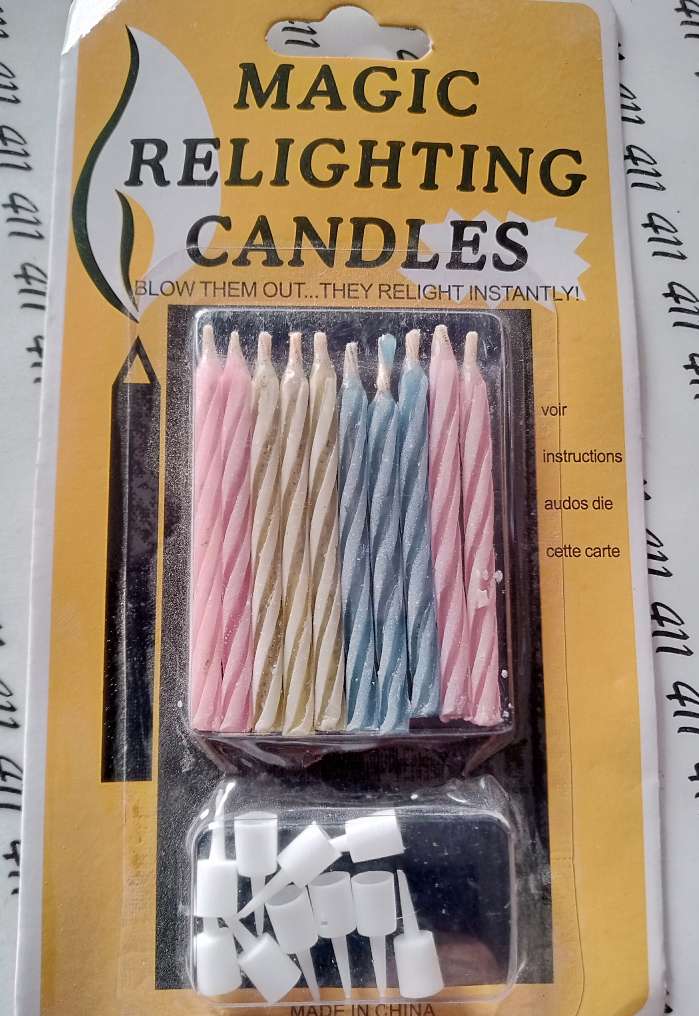 MAGIC
RELIGHTING
CANDLES
BLOW THEM OUT...THEY RELIGHT INSTANTLY!
voir
instructions
audos die
cette carte
MADE IN CHINA